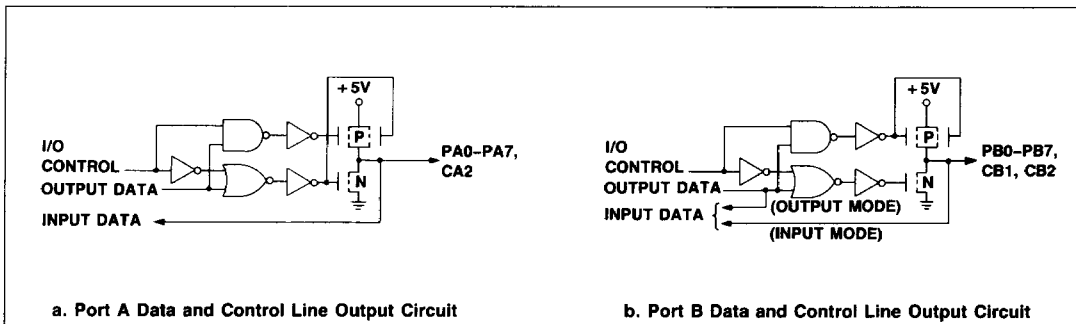 +5V
P
I/O
CONTROL
OUTPUT DATA
INPUT DATA
N
PA0–PA7,
CA2
a. Port A Data and Control Line Output Circuit
+5V
P
I/O
CONTROL
OUTPUT DATA
INPUT DATA
(OUTPUT MODE)
(INPUT MODE)
N
PB0–PB7,
CB1, CB2
b. Port B Data and Control Line Output Circuit